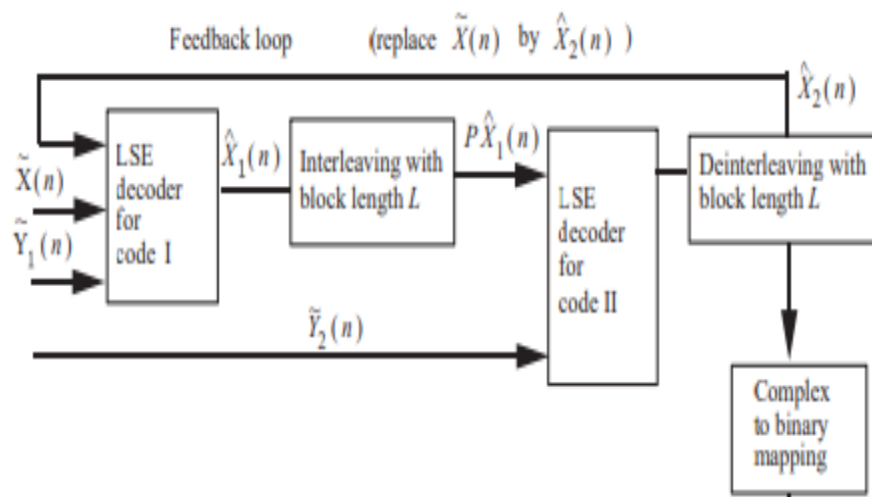 Feedback loop (replace X̃(n) by X̂₂(n) )
X̂₂(n)
LSE
decoder
for
code I
X̃(n)
Ỹ₁(n)
X̂₁(n)
Interleaving with
block length L
PX̂₁(n)
LSE
decoder
for
code II
Ỹ₂(n)
Deinterleaving with
block length L
Complex
to binary
mapping